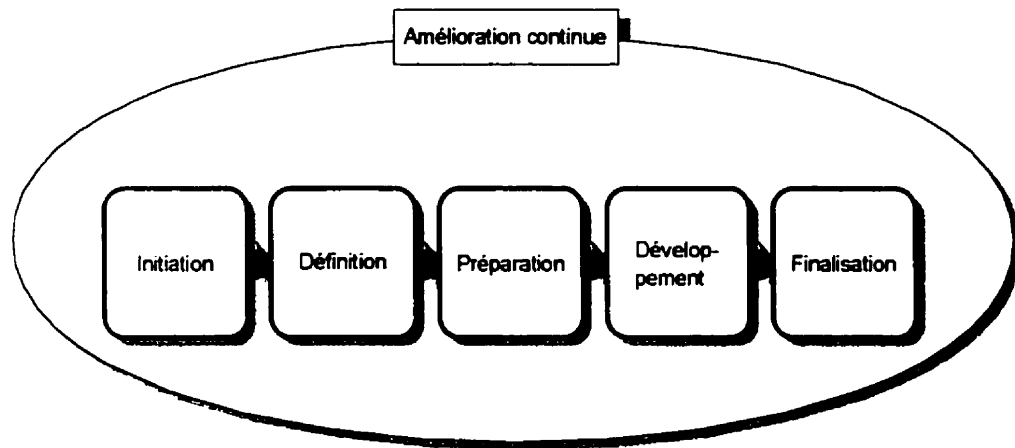 Amélioration continue
Initiation
Définition
Préparation
Dévelop-
pement
Finalisation